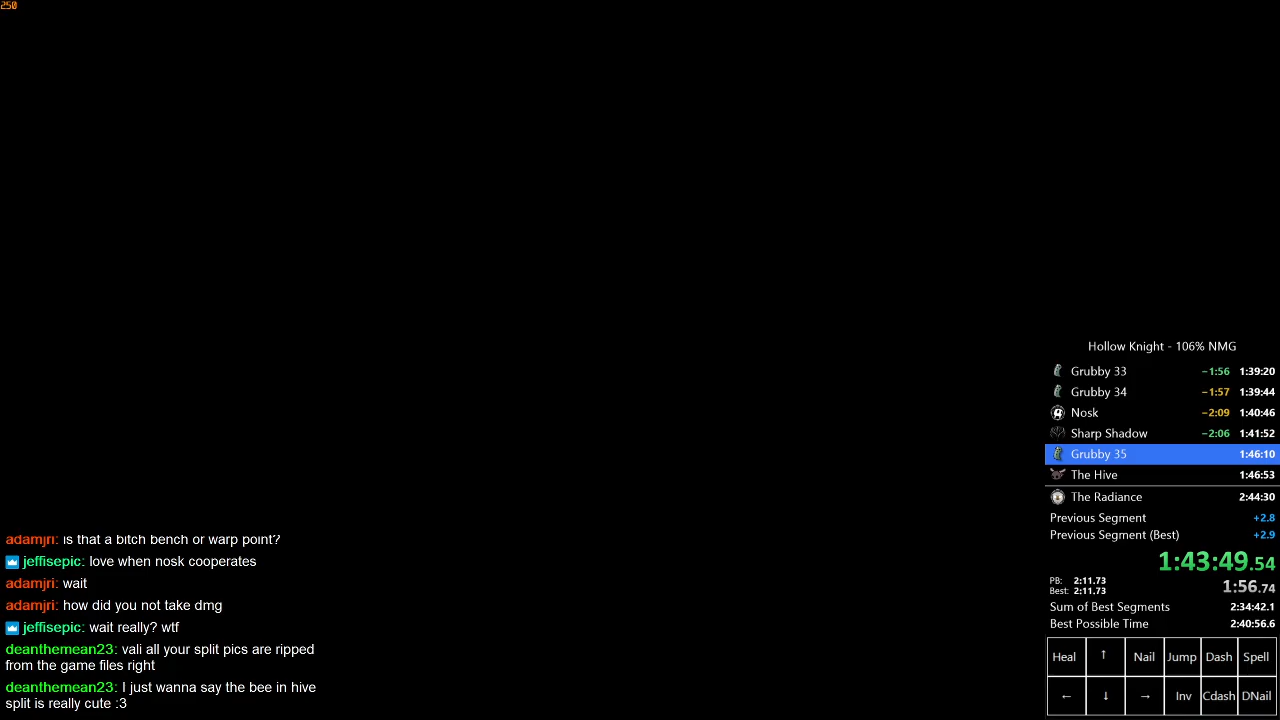 250
Hollow Knight - 106% NMG
Grubby 33 −1:56 1:39:20
Grubby 34 −1:57 1:39:44
Nosk −2:09 1:40:46
Sharp Shadow −2:06 1:41:52
Grubby 35 1:46:10
The Hive 1:46:53
The Radiance 2:44:30
Previous Segment +2.8
Previous Segment (Best) +2.9
1:43:49.54
PB: 2:11.73
Best: 2:11.73
1:56.74
Sum of Best Segments 2:34:42.1
Best Possible Time 2:40:56.6
Heal ↑ Nail Jump Dash Spell
← ↓ → Inv Cdash DNail
adamjri: is that a bitch bench or warp point?
jeffisepic: love when nosk cooperates
adamjri: wait
adamjri: how did you not take dmg
jeffisepic: wait really? wtf
deanthemean23: vali all your split pics are ripped
from the game files right
deanthemean23: I just wanna say the bee in hive
split is really cute :3